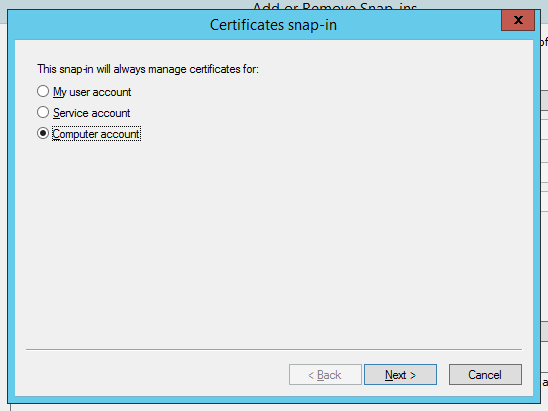 Add or Remove Snap-ins
Certificates snap-in
x
This snap-in will always manage certificates for:
My user account
Service account
Computer account
< Back
Next >
Cancel